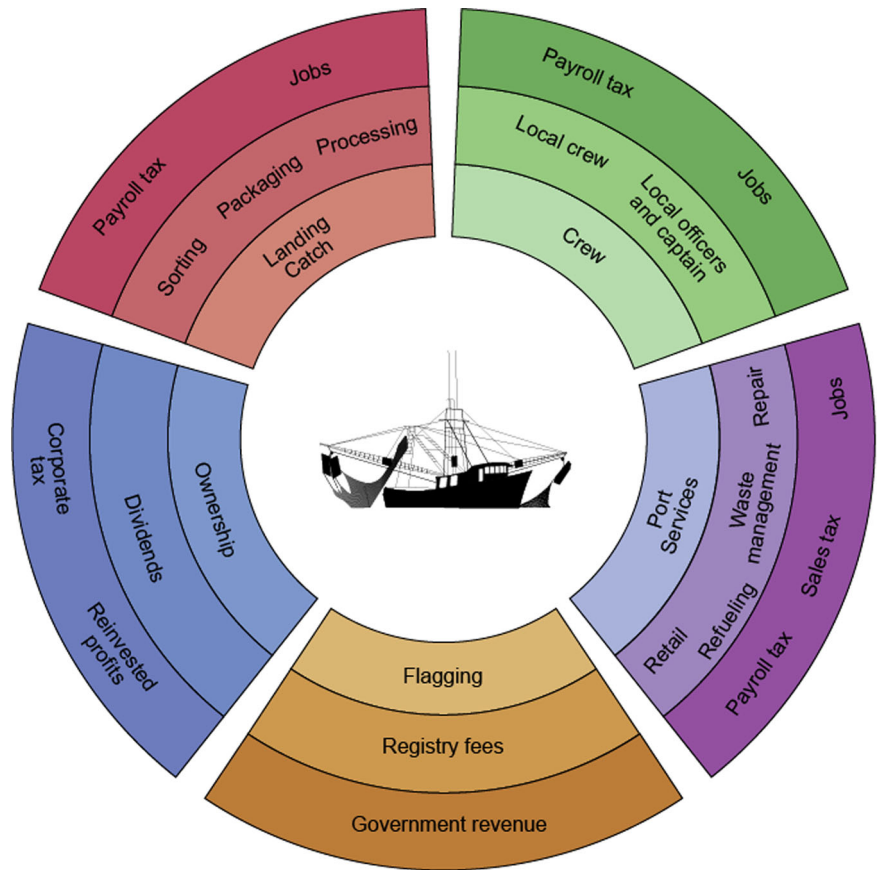 Jobs
Payroll tax
Processing
Packaging
Sorting
Landing
Catch
Payroll tax
Jobs
Local crew
Local officers
and captain
Crew
Jobs
Sales tax
Payroll tax
Repair
Waste
management
Refueling
Retail
Port
Services
Flagging
Registry fees
Government revenue
Ownership
Dividends
Corporate
tax
Reinvested
profits